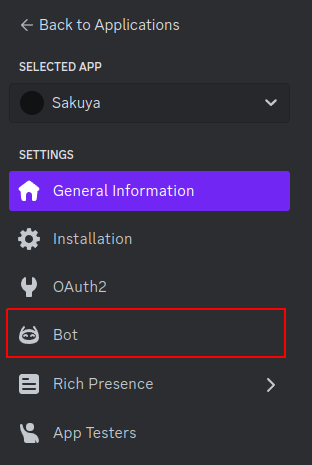 Back to Applications
SELECTED APP
Sakuya
SETTINGS
General Information
Installation
OAuth2
Bot
Rich Presence
App Testers